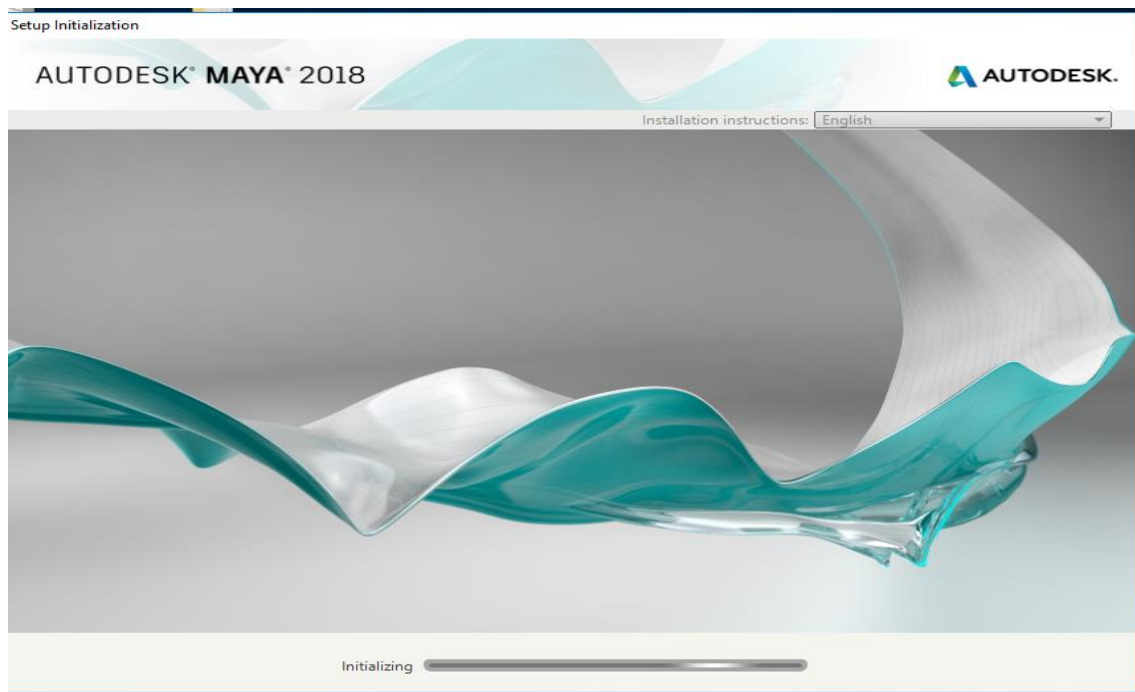 Setup Initialization
AUTODESK® MAYA® 2018
AUTODESK.
Installation instructions: English
Initializing